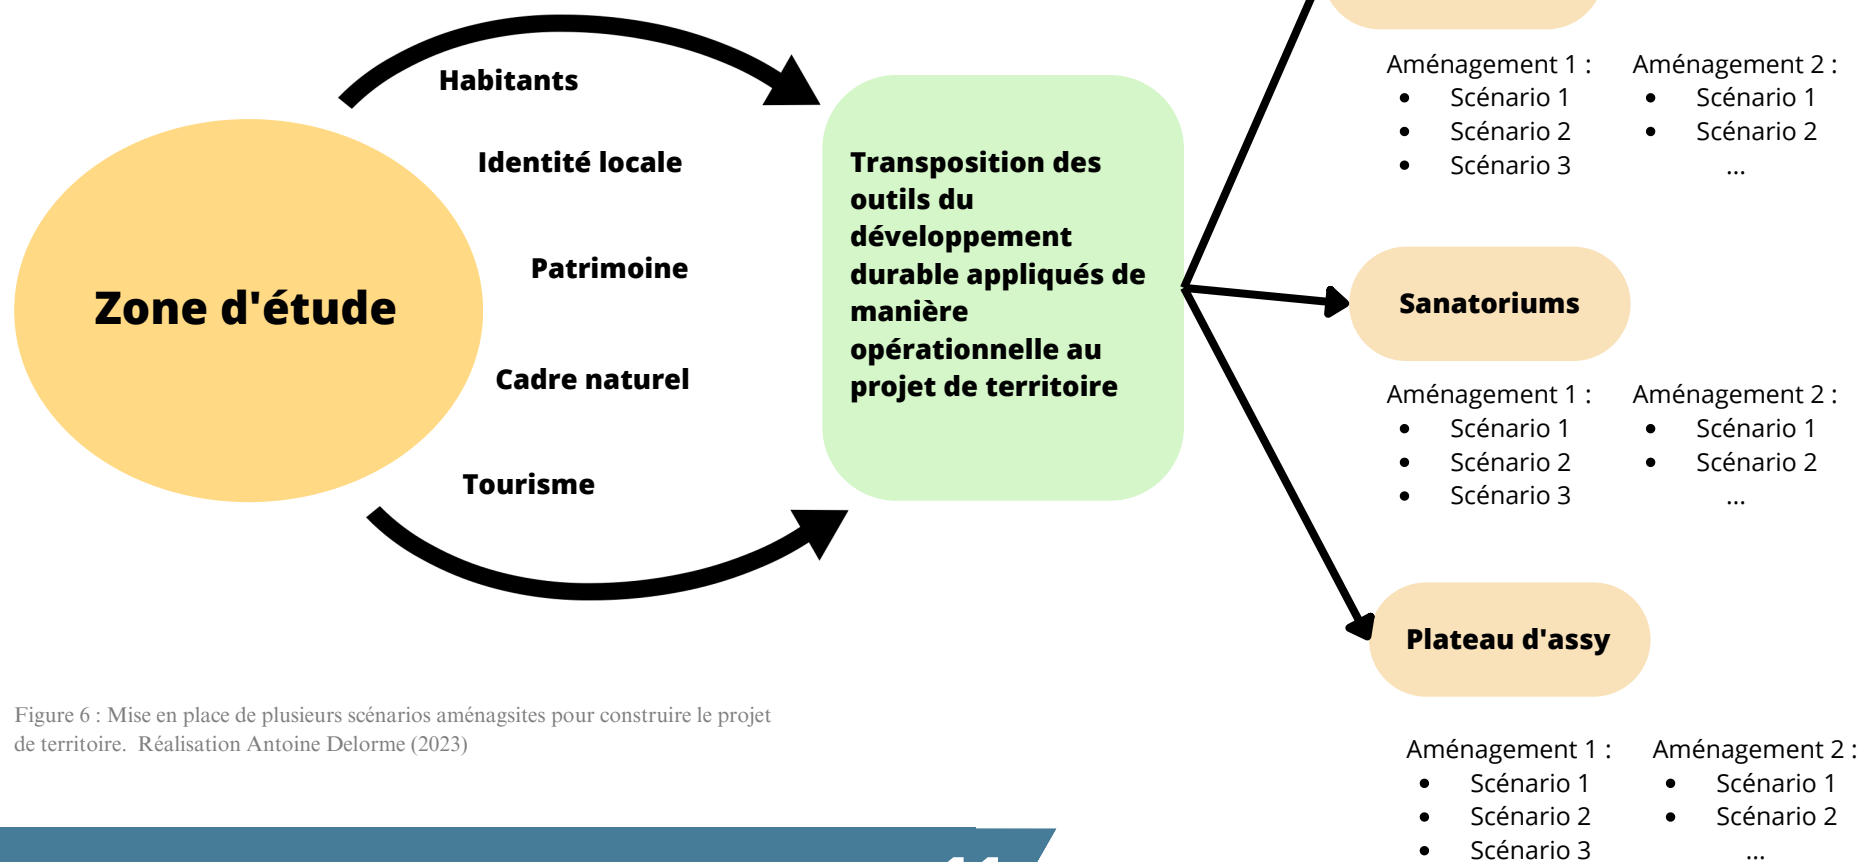 Habitants
Identité locale
Patrimoine
Zone d'étude
Cadre naturel
Tourisme
Transposition des
outils du
développement
durable appliqués de
manière
opérationnelle au
projet de territoire
Aménagement 1 :
• Scénario 1
• Scénario 2
• Scénario 3
Aménagement 2 :
• Scénario 1
• Scénario 2
...
Sanatoriums
Aménagement 1 :
• Scénario 1
• Scénario 2
• Scénario 3
Aménagement 2 :
• Scénario 1
• Scénario 2
...
Plateau d'assy
Aménagement 1 :
• Scénario 1
• Scénario 2
• Scénario 3
Aménagement 2 :
• Scénario 1
• Scénario 2
...
Figure 6 : Mise en place de plusieurs scénarios aménagsites pour construire le projet
de territoire. Réalisation Antoine Delorme (2023)